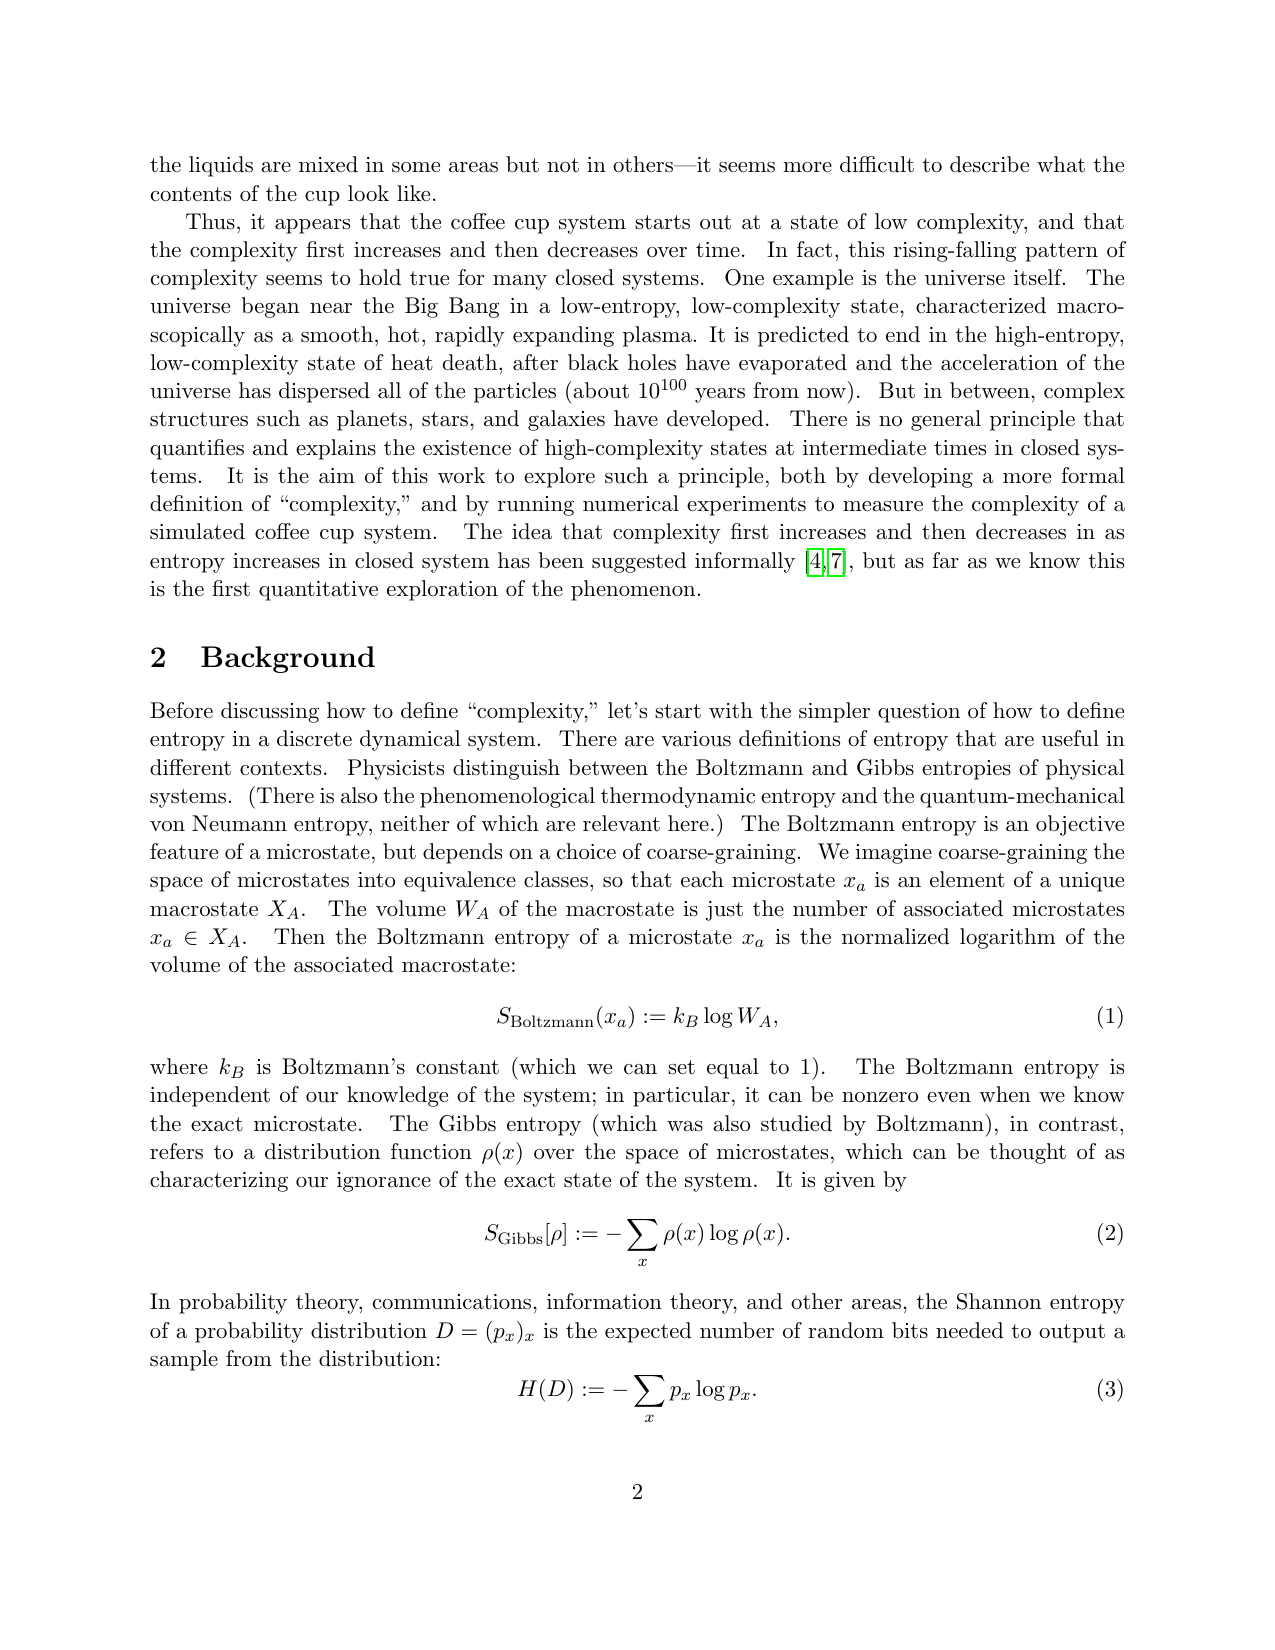 the liquids are mixed in some areas but not in others—it seems more difficult to describe what the
contents of the cup look like.
Thus, it appears that the coffee cup system starts out at a state of low complexity, and that
the complexity first increases and then decreases over time. In fact, this rising-falling pattern of
complexity seems to hold true for many closed systems. One example is the universe itself. The
universe began near the Big Bang in a low-entropy, low-complexity state, characterized macro-
scopically as a smooth, hot, rapidly expanding plasma. It is predicted to end in the high-entropy,
low-complexity state of heat death, after black holes have evaporated and the acceleration of the
universe has dispersed all of the particles (about 10^100 years from now). But in between, complex
structures such as planets, stars, and galaxies have developed. There is no general principle that
quantifies and explains the existence of high-complexity states at intermediate times in closed sys-
tems. It is the aim of this work to explore such a principle, both by developing a more formal
definition of “complexity,” and by running numerical experiments to measure the complexity of a
simulated coffee cup system. The idea that complexity first increases and then decreases in as
entropy increases in closed system has been suggested informally [4,7], but as far as we know this
is the first quantitative exploration of the phenomenon.
2 Background
Before discussing how to define “complexity,” let’s start with the simpler question of how to define
entropy in a discrete dynamical system. There are various definitions of entropy that are useful in
different contexts. Physicists distinguish between the Boltzmann and Gibbs entropies of physical
systems. (There is also the phenomenological thermodynamic entropy and the quantum-mechanical
von Neumann entropy, neither of which are relevant here.) The Boltzmann entropy is an objective
feature of a microstate, but depends on a choice of coarse-graining. We imagine coarse-graining the
space of microstates into equivalence classes, so that each microstate x_a is an element of a unique
macrostate X_A. The volume W_A of the macrostate is just the number of associated microstates
x_a ∈ X_A. Then the Boltzmann entropy of a microstate x_a is the normalized logarithm of the
volume of the associated macrostate:
S_Boltzmann(x_a) := k_B log W_A, (1)
where k_B is Boltzmann’s constant (which we can set equal to 1). The Boltzmann entropy is
independent of our knowledge of the system; in particular, it can be nonzero even when we know
the exact microstate. The Gibbs entropy (which was also studied by Boltzmann), in contrast,
refers to a distribution function ρ(x) over the space of microstates, which can be thought of as
characterizing our ignorance of the exact state of the system. It is given by
S_Gibbs[ρ] := − ∑_x ρ(x) log ρ(x). (2)
In probability theory, communications, information theory, and other areas, the Shannon entropy
of a probability distribution D = (p_x)_x is the expected number of random bits needed to output a
sample from the distribution:
H(D) := − ∑_x p_x log p_x. (3)
2